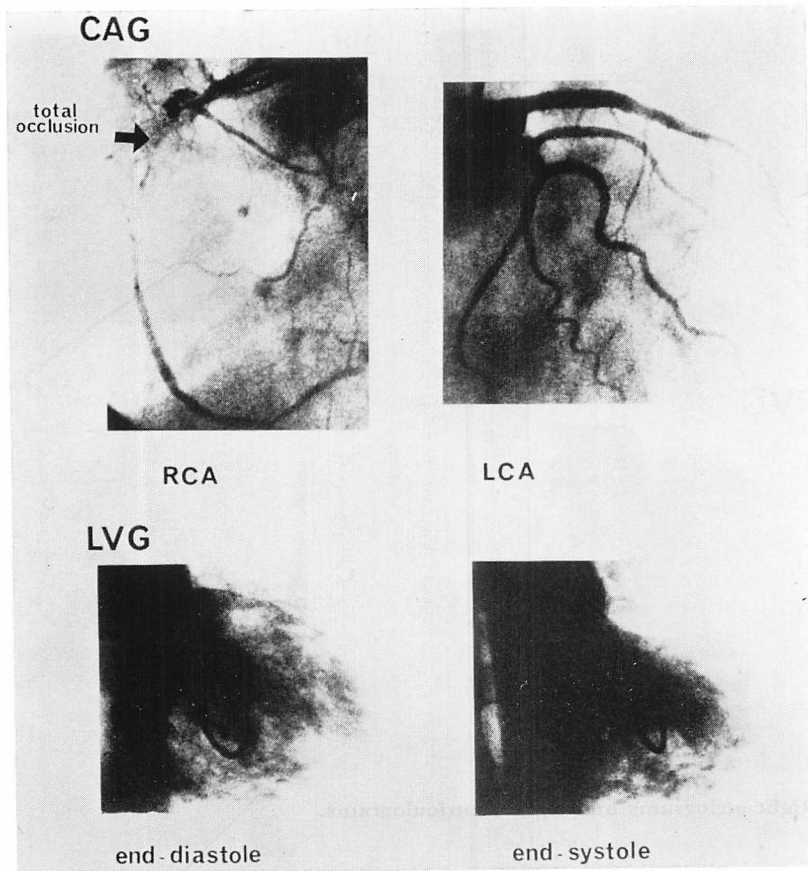 CAG
total
occlusion
RCA
LCA
LVG
end-diastole
end-systole